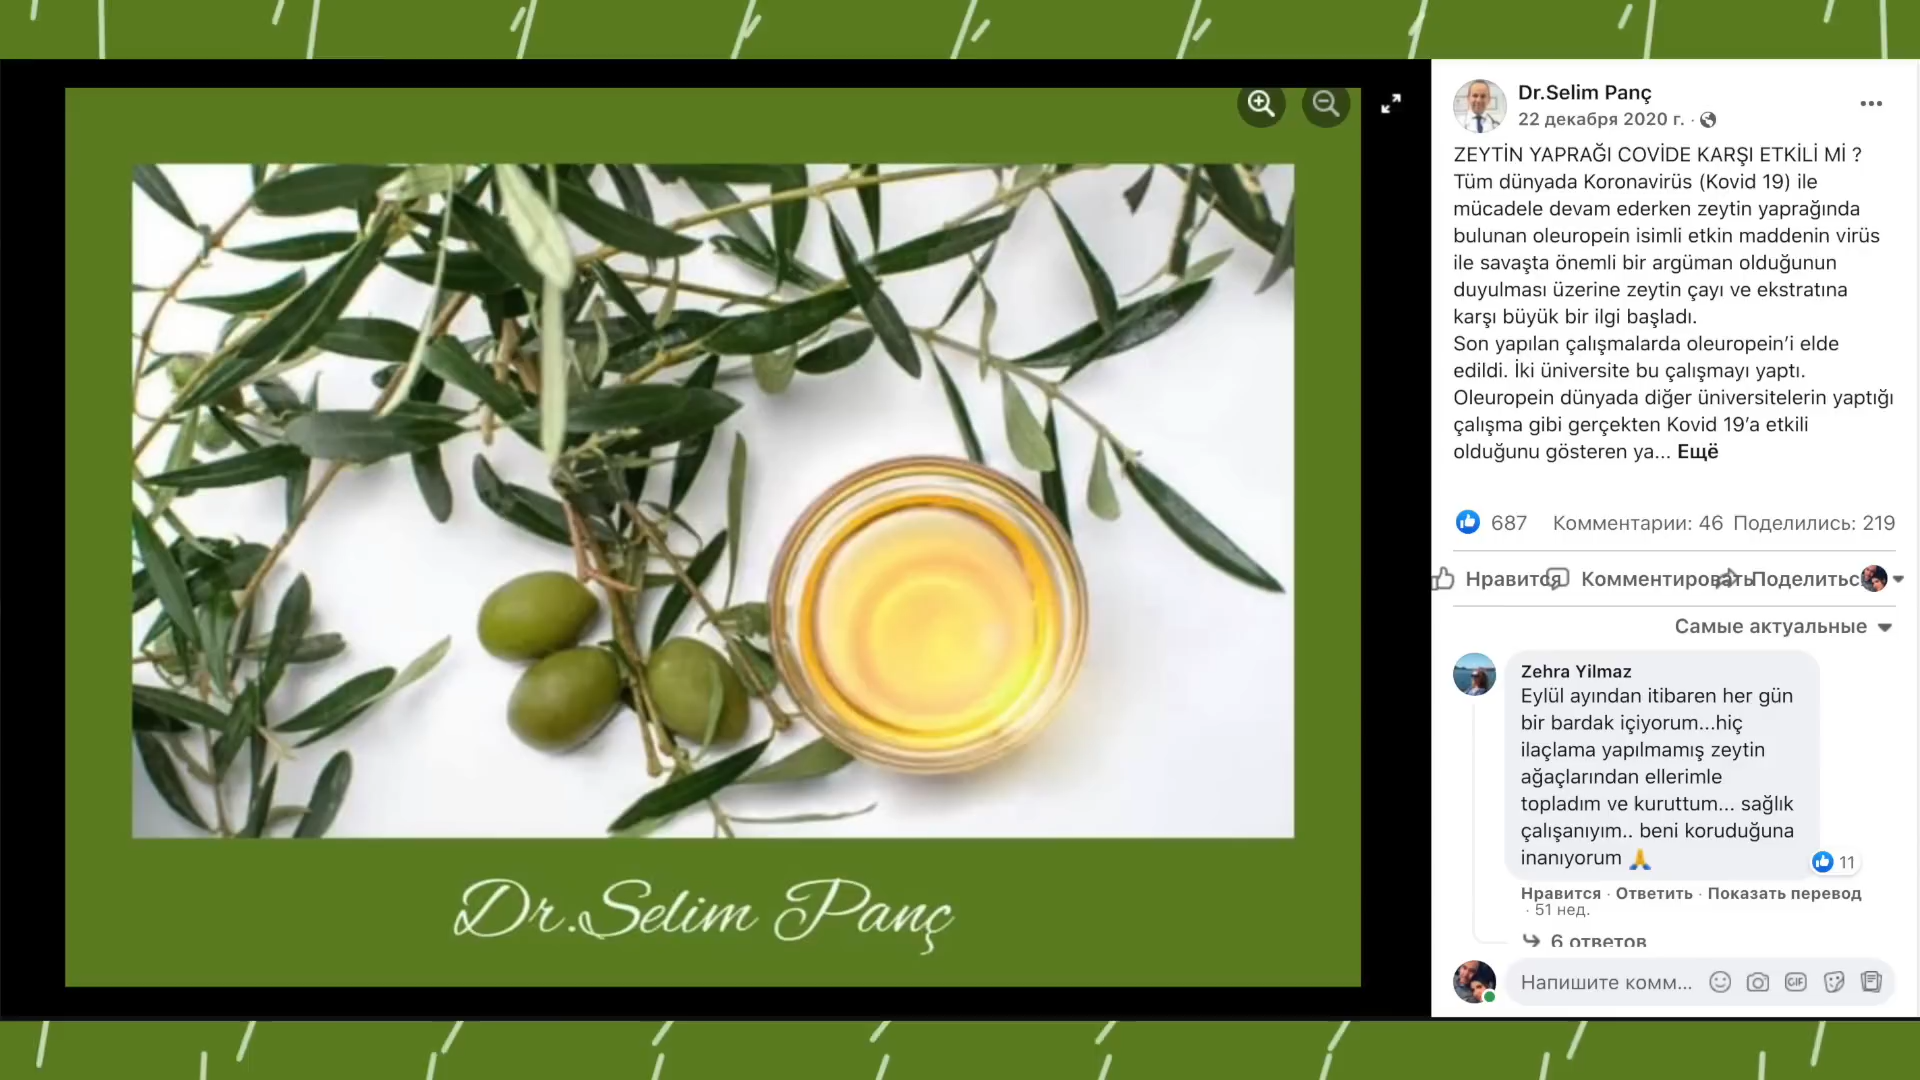 Dr.Selim Panç
Dr.Selim Panç
22 декабря 2020 г. ·
ZEYTİN YAPRAĞI COVİDE KARŞI ETKİLİ Mİ ?
Tüm dünyada Koronavirüs (Kovid 19) ile
mücadele devam ederken zeytin yaprağında
bulunan oleuropein isimli etkin maddenin virüs
ile savaşta önemli bir argüman olduğunun
duyulması üzerine zeytin çayı ve ekstratına
karşı büyük bir ilgi başladı.
Son yapılan çalışmalarda oleuropein’i elde
edildi. İki üniversite bu çalışmayı yaptı.
Oleuropein dünyada diğer üniversitelerin yaptığı
çalışma gibi gerçekten Kovid 19’a etkili
olduğunu gösteren ya... Ещё
687 Комментарии: 46 Поделились: 219
Нравится Комментировать Поделитьс
Самые актуальные
Zehra Yilmaz
Eylül ayından itibaren her gün
bir bardak içiyorum...hiç
ilaçlama yapılmamış zeytin
ağaçlarından ellerimle
topladım ve kuruttum... sağlık
çalışanıyım.. beni koruduğuna
inanıyorum 🙏
11
Нравится · Ответить · Показать перевод
· 51 нед.
6 ответов
Напишите комм...
GIF